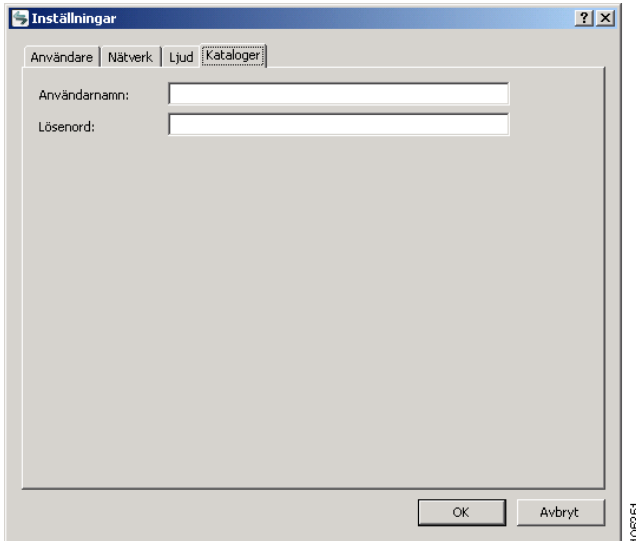 Inställningar
Användare Nätverk Ljud Kataloger
Användarnamn:
Lösenord:
OK Avbryt